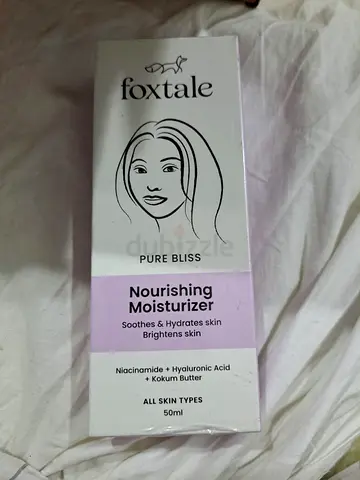 foxtale
dubizzle
PURE BLISS
Nourishing
Moisturizer
Soothes & Hydrates skin
Brightens skin
Niacinamide + Hyaluronic Acid
+ Kokum Butter
ALL SKIN TYPES
50ml